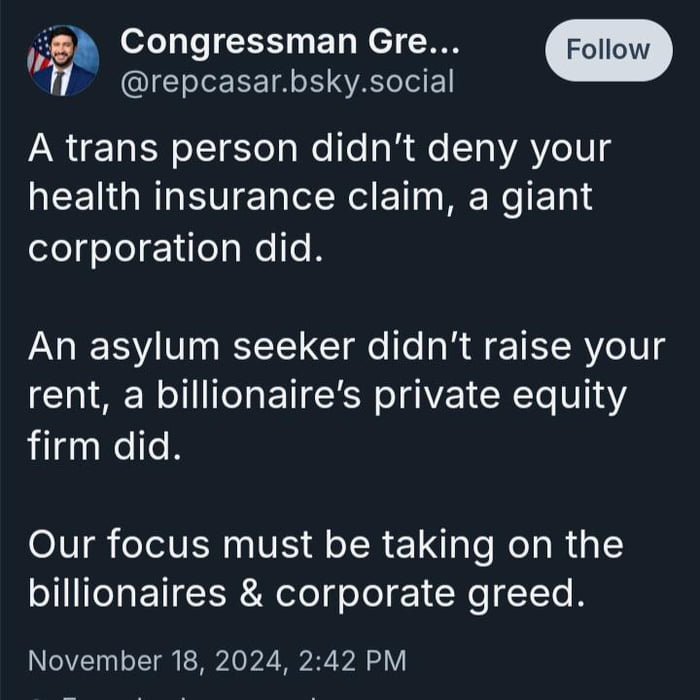 Congressman Gre...
Follow
@repcasar.bsky.social
A trans person didn't deny your
health insurance claim, a giant
corporation did.
An asylum seeker didn't raise your
rent, a billionaire's private equity
firm did.
Our focus must be taking on the
billionaires & corporate greed.
November 18, 2024, 2:42 PM